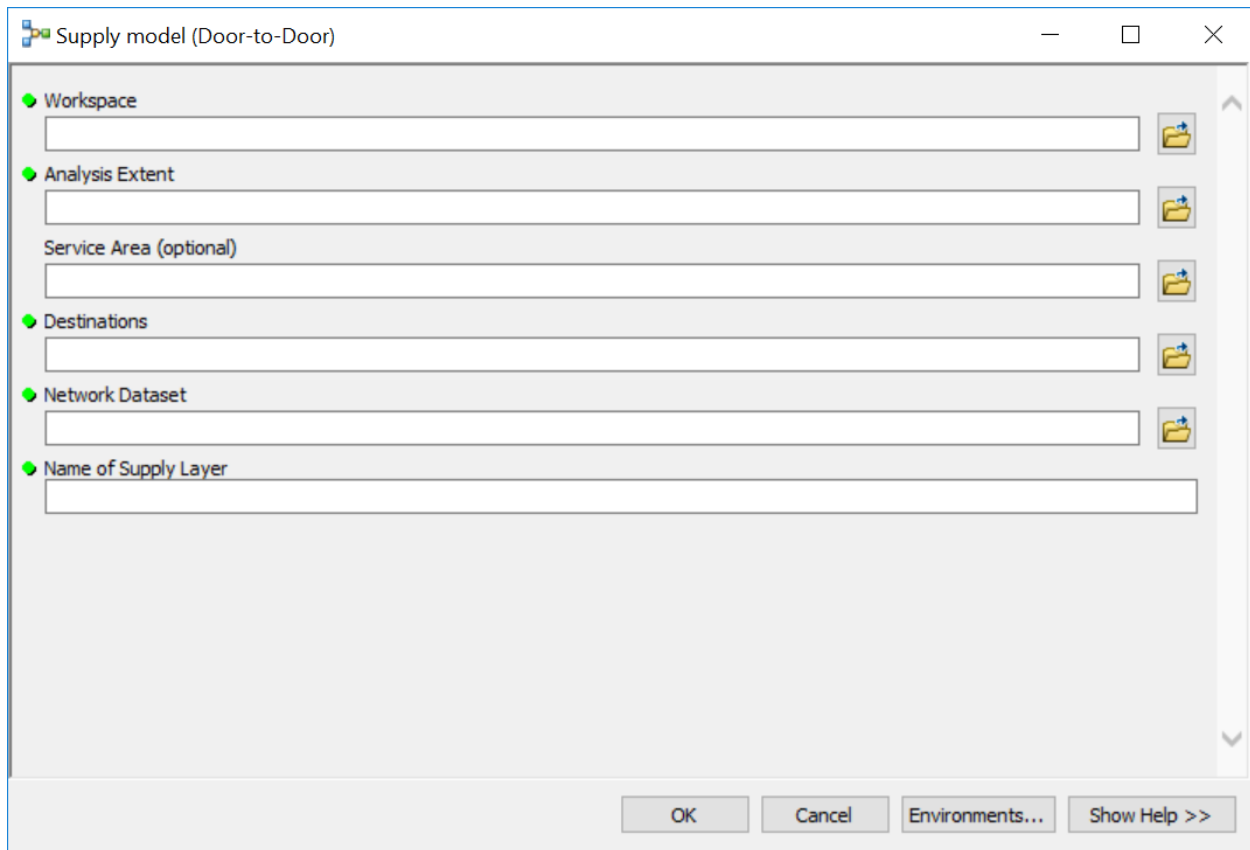 Supply model (Door-to-Door)
Workspace
Analysis Extent
Service Area (optional)
Destinations
Network Dataset
Name of Supply Layer
OK Cancel Environments... Show Help >>